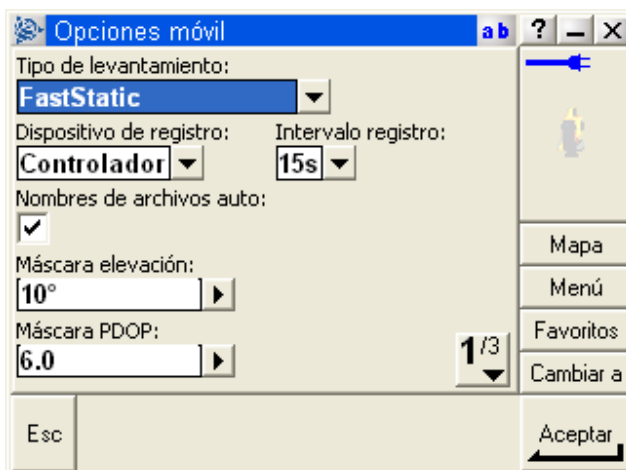 Opciones móvil
ab
?
Tipo de levantamiento:
FastStatic
Dispositivo de registro: Intervalo registro:
Controlador 15s
Nombres de archivos auto:
Máscara elevación:
10°
Máscara PDOP:
6.0
1/3
Mapa
Menú
Favoritos
Cambiar a
Esc
Aceptar